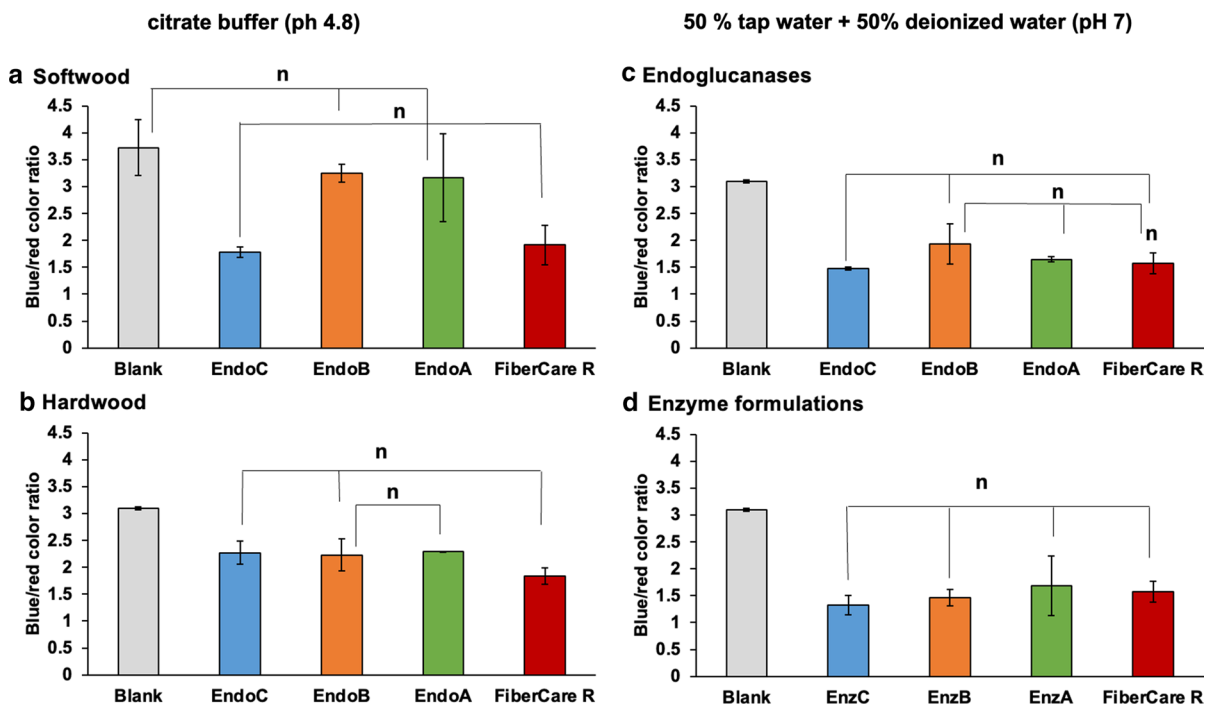 citrate buffer (ph 4.8)
50 % tap water + 50% deionized water (pH 7)
a Softwood
n
n
Blue/red color ratio
4.5
4
3.5
3
2.5
2
1.5
1
0.5
0
Blank EndoC EndoB EndoA FiberCare R
b Hardwood
n
n
Blue/red color ratio
4.5
4
3.5
3
2.5
2
1.5
1
0.5
0
Blank EndoC EndoB EndoA FiberCare R
c Endoglucanases
n
n
n
Blue/red color ratio
4.5
4
3.5
3
2.5
2
1.5
1
0.5
0
Blank EndoC EndoB EndoA FiberCare R
d Enzyme formulations
n
Blue/red color ratio
4.5
4
3.5
3
2.5
2
1.5
1
0.5
0
Blank EnzC EnzB EnzA FiberCare R